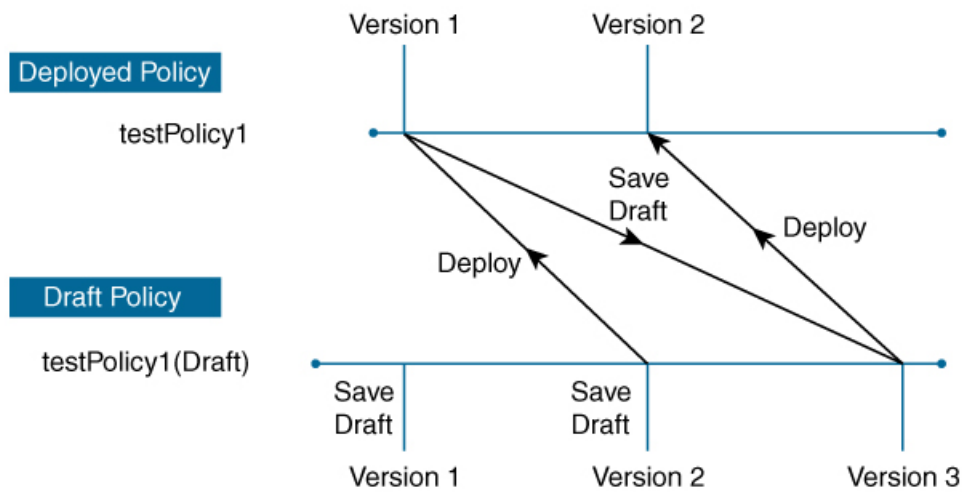 Version 1
Version 2
Deployed Policy
testPolicy1
Save
Draft
Deploy
Deploy
Draft Policy
testPolicy1(Draft)
Save
Draft
Save
Draft
Version 1
Version 2
Version 3